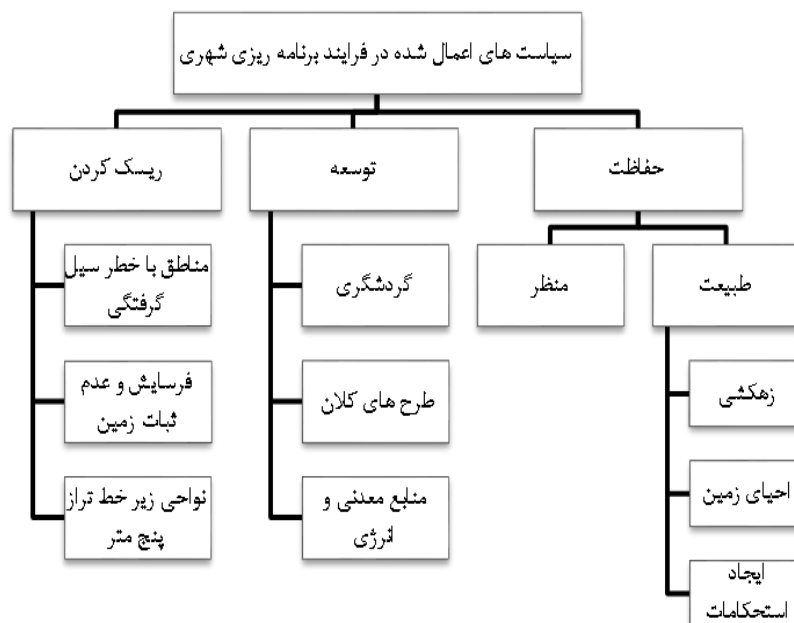 سیاست های اعمال شده در فرایند برنامه ریزی شهری
حفاظت
توسعه
ریسک کردن
طبیعت
منظر
گردشگری
مناطق با خطر سیل
گرفتگی
زهکشی
طرح های کلان
فرسایش و عدم
ثبات زمین
احیای زمین
منابع معدنی و
انرژی
نواحی زیر خط تراز
پنچ متر
ایجاد
استحکامات